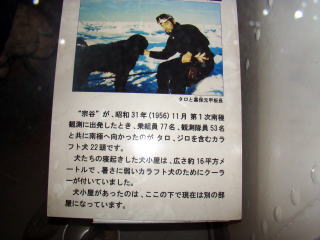 タロと嘉保元甲板長
“宗谷”が、昭和31年(1956)11月 第1次南極
観測に出発したとき、乗組員77名、観測隊員53名
と共に南極へ向かったのが タロ、ジロを含むカラ
フト犬22頭です。
犬たちの寝起きした犬小屋は、広さ約16平方メ
ートルで、暑さに弱いカラフト犬のためにクーラ
ーが付いていました。
犬小屋があったのは、ここの下で現在は別の部
屋になっています。